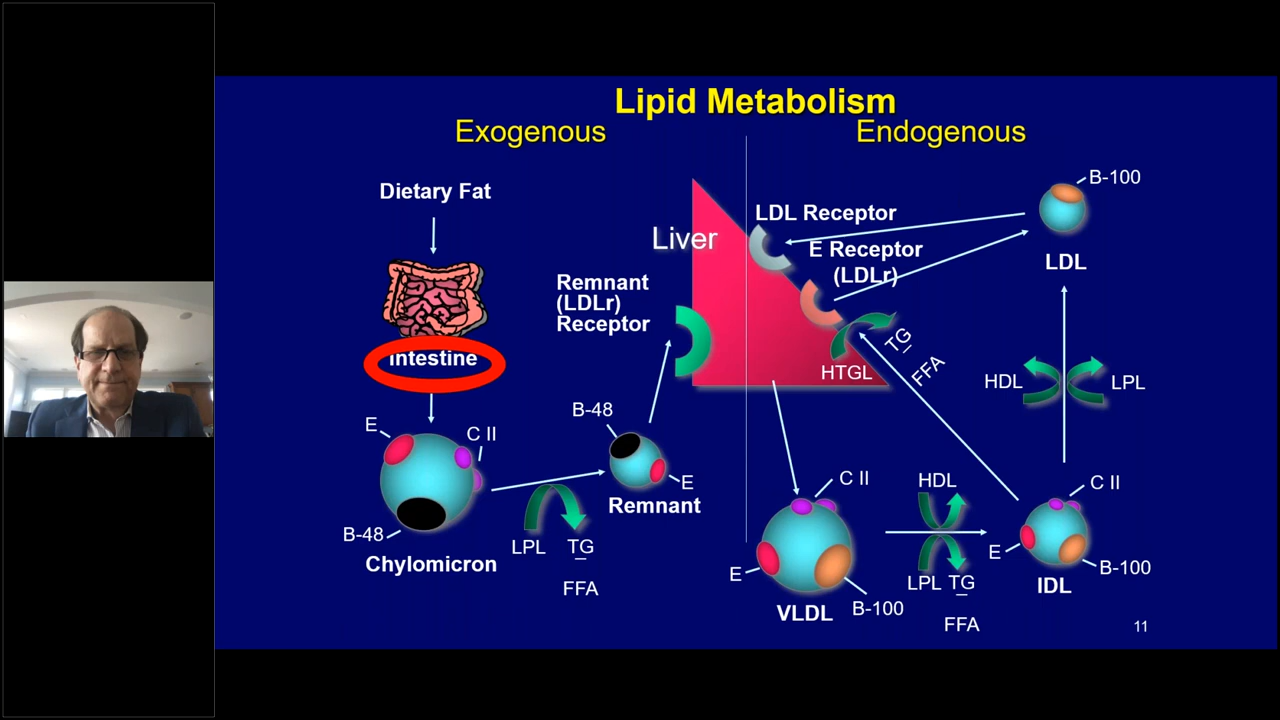 Lipid Metabolism
Exogenous
Endogenous
Dietary Fat
Intestine
E
C II
B-48
Chylomicron
LPL
TG
FFA
B-48
E
Remnant
Remnant
(LDLr)
Receptor
Liver
LDL Receptor
E Receptor
(LDLr)
B-100
LDL
HTGL
TG
FFA
HDL
LPL
C II
E
B-100
VLDL
HDL
LPL
TG
FFA
C II
E
B-100
IDL
11